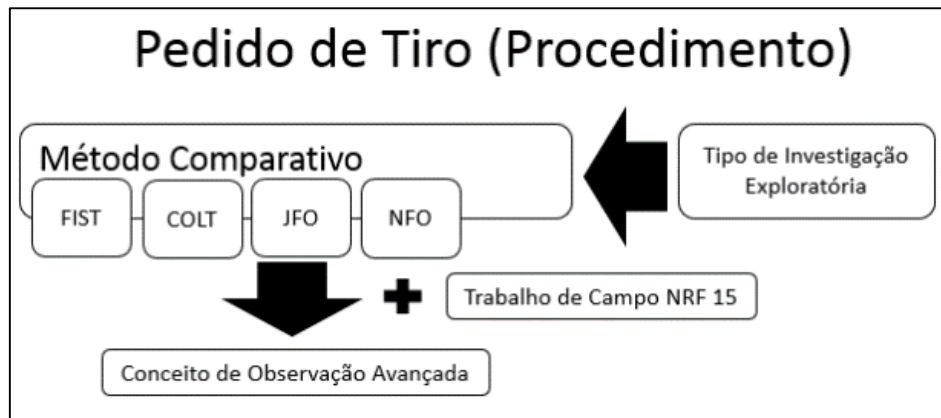 Pedido de Tiro (Procedimento)
Método Comparativo
FIST
COLT
JFO
NFO
Tipo de Investigação
Exploratória
Trabalho de Campo NRF 15
Conceito de Observação Avançada